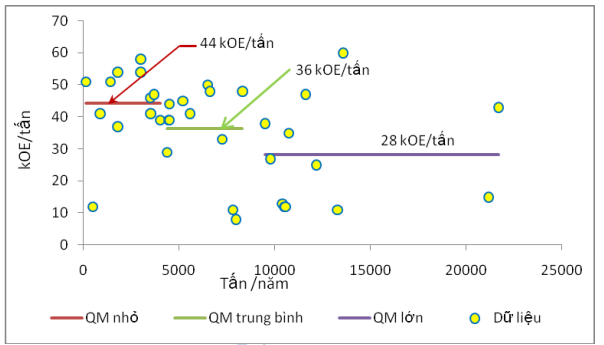 70
60
50
40
30
20
10
0
kOE/tấn
44 kOE/tấn
36 kOE/tấn
28 kOE/tấn
0 5000 10000 15000 20000 25000
Tấn /năm
QM nhỏ QM trung bình QM lớn Dữ liệu